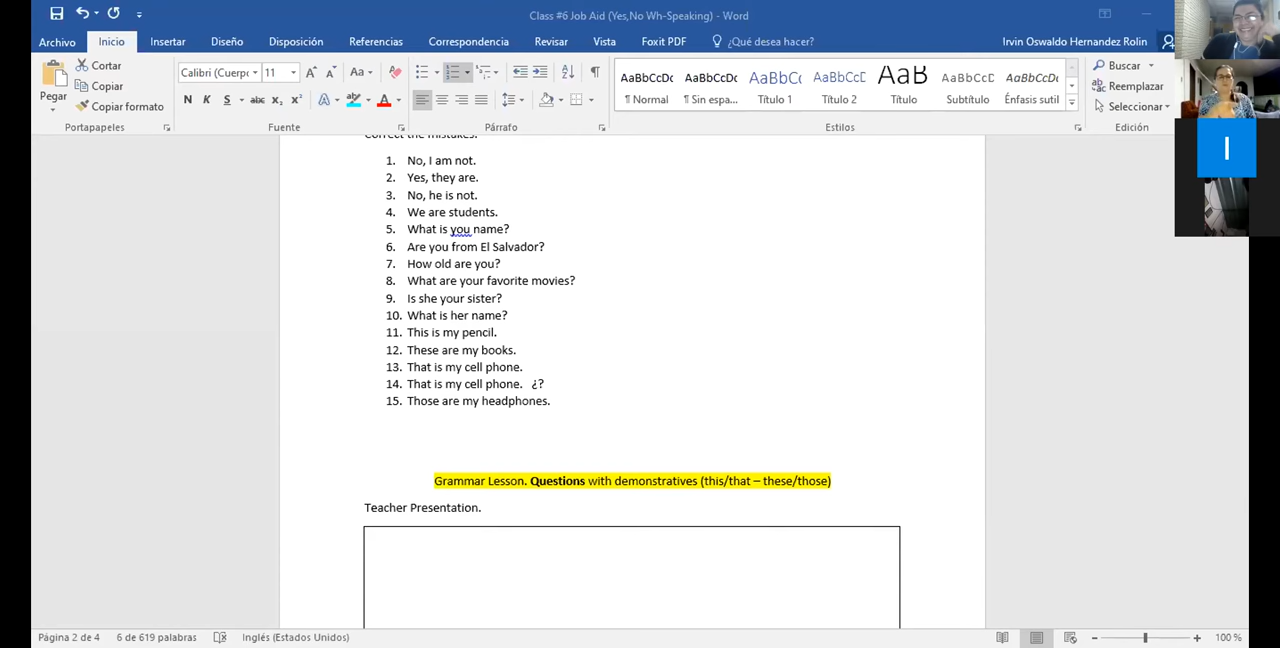 Class #6 Job Aid (Yes,No Wh-Speaking) - Word
Archivo Inicio Insertar Diseño Disposición Referencias Correspondencia Revisar Vista Foxit PDF ¿Qué desea hacer? Irvin Oswaldo Hernandez Rolin
Pegar
Cortar
Copiar
Copiar formato
Portapapeles
Calibri (Cuerpo 11
Aa
N K S abc x₂ x² A A
Fuente
Párrafo
AaBbCcDc AaBbCcDc AaBbCc AaBbCcD AaB AaBbCcD AaBbCcDc
¶ Normal ¶ Sin espa... Título 1 Título 2 Título Subtítulo Énfasis sutil
Estilos
Buscar
Reemplazar
Seleccionar
Edición
I
Correct the mistakes.
1. No, I am not.
2. Yes, they are.
3. No, he is not.
4. We are students.
5. What is you name?
6. Are you from El Salvador?
7. How old are you?
8. What are your favorite movies?
9. Is she your sister?
10. What is her name?
11. This is my pencil.
12. These are my books.
13. That is my cell phone.
14. That is my cell phone. ¿?
15. Those are my headphones.
Grammar Lesson. Questions with demonstratives (this/that – these/those)
Teacher Presentation.
Página 2 de 4 6 de 619 palabras Inglés (Estados Unidos) 100 %